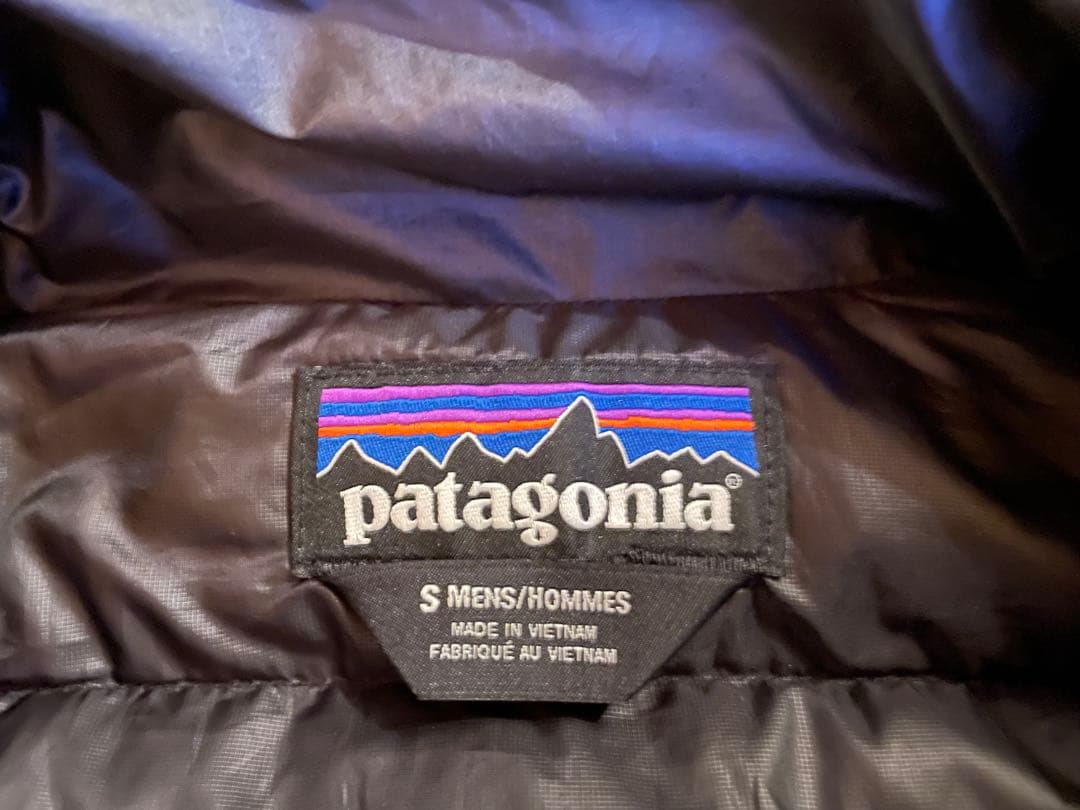 patagonia®
S MENS/HOMMES
MADE IN VIETNAM
FABRIQUÉ AU VIETNAM